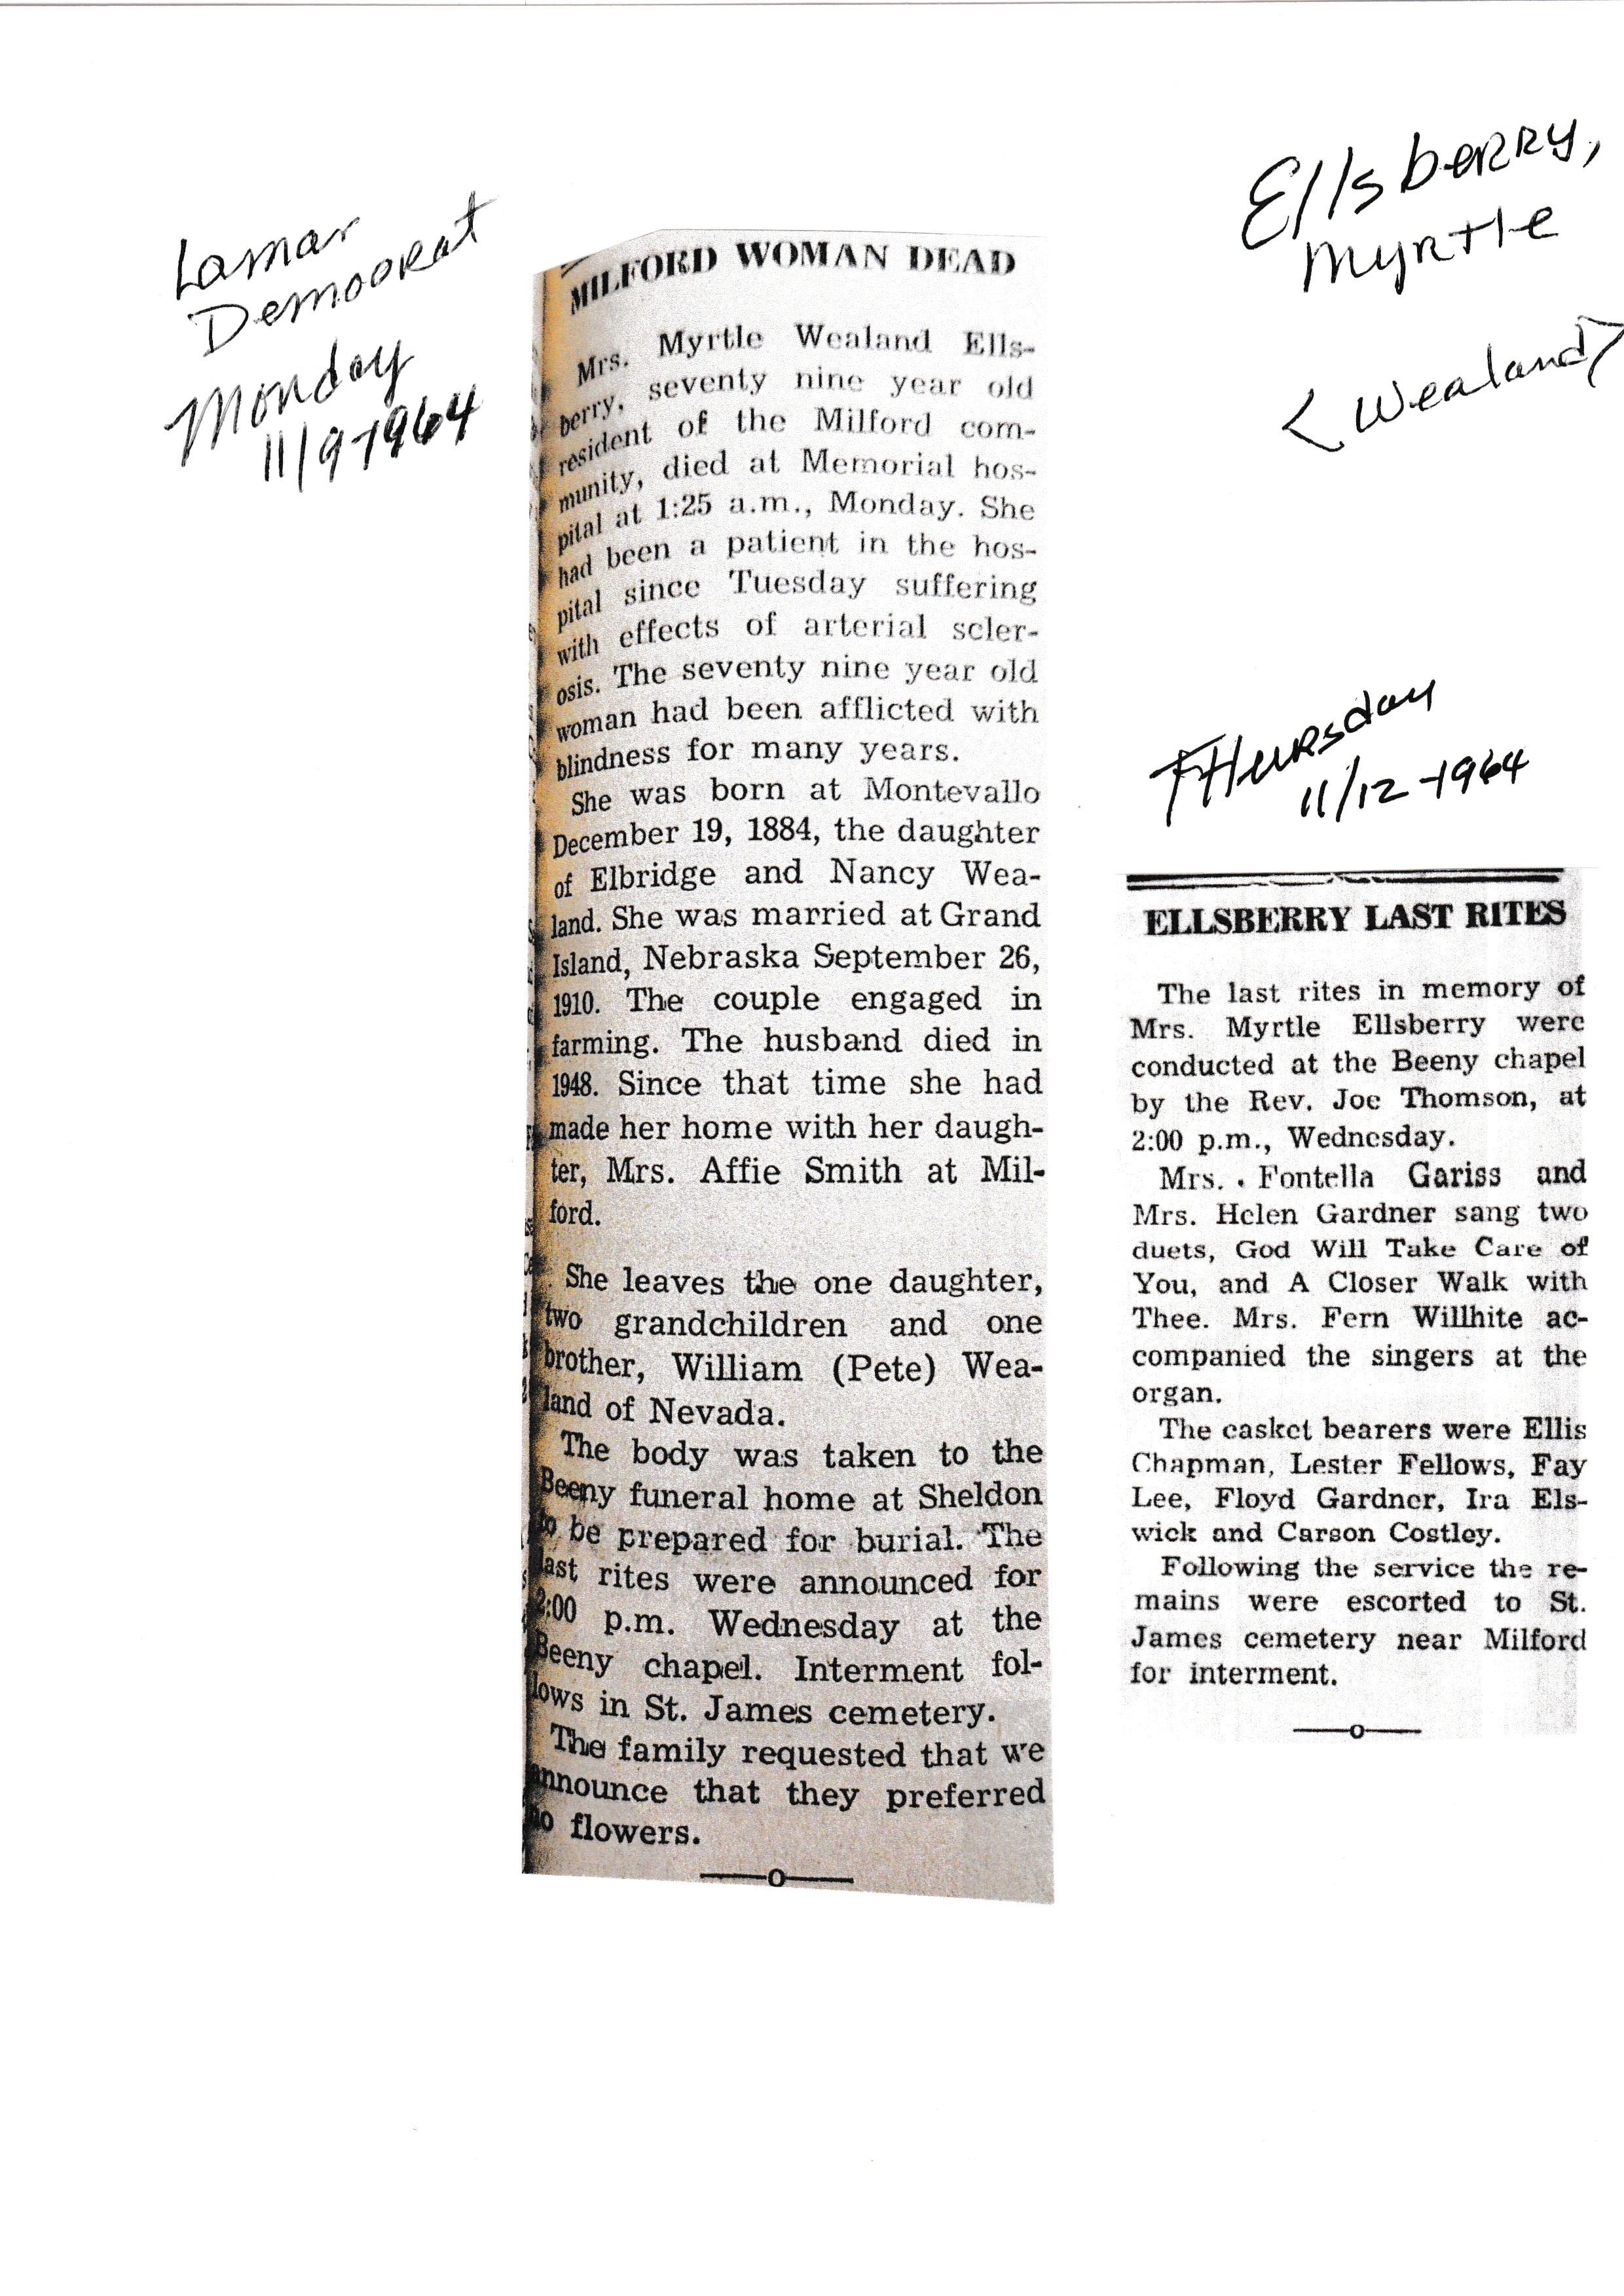 Lamar
Democrat
Monday
11/9-1964
Ellsberry,
Myrtle
< Wealand>
MILFORD WOMAN DEAD
Mrs. Myrtle Wealand Ells-
berry, seventy nine year old
resident of the Milford com-
munity, died at Memorial hos-
pital at 1:25 a.m., Monday. She
had been a patient in the hos-
pital since Tuesday suffering
with effects of arterial scler-
osis. The seventy nine year old
woman had been afflicted with
blindness for many years.
She was born at Montevallo
December 19, 1884, the daughter
of Elbridge and Nancy Wea-
land. She was married at Grand
Island, Nebraska September 26,
1910. The couple engaged in
farming. The husband died in
1948. Since that time she had
made her home with her daugh-
ter, Mrs. Affie Smith at Mil-
ford.
She leaves the one daughter,
two grandchildren and one
brother, William (Pete) Wea-
land of Nevada.
The body was taken to the
Beeny funeral home at Sheldon
to be prepared for burial. The
last rites were announced for
2:00 p.m. Wednesday at the
Beeny chapel. Interment fol-
lows in St. James cemetery.
The family requested that we
announce that they preferred
no flowers.
THursday
11/12-1964
ELLSBERRY LAST RITES
The last rites in memory of
Mrs. Myrtle Ellsberry were
conducted at the Beeny chapel
by the Rev. Joe Thomson, at
2:00 p.m., Wednesday.
Mrs. Fontella Gariss and
Mrs. Helen Gardner sang two
duets, God Will Take Care of
You, and A Closer Walk with
Thee. Mrs. Fern Willhite ac-
companied the singers at the
organ.
The casket bearers were Ellis
Chapman, Lester Fellows, Fay
Lee, Floyd Gardner, Ira Els-
wick and Carson Costley.
Following the service the re-
mains were escorted to St.
James cemetery near Milford
for interment.